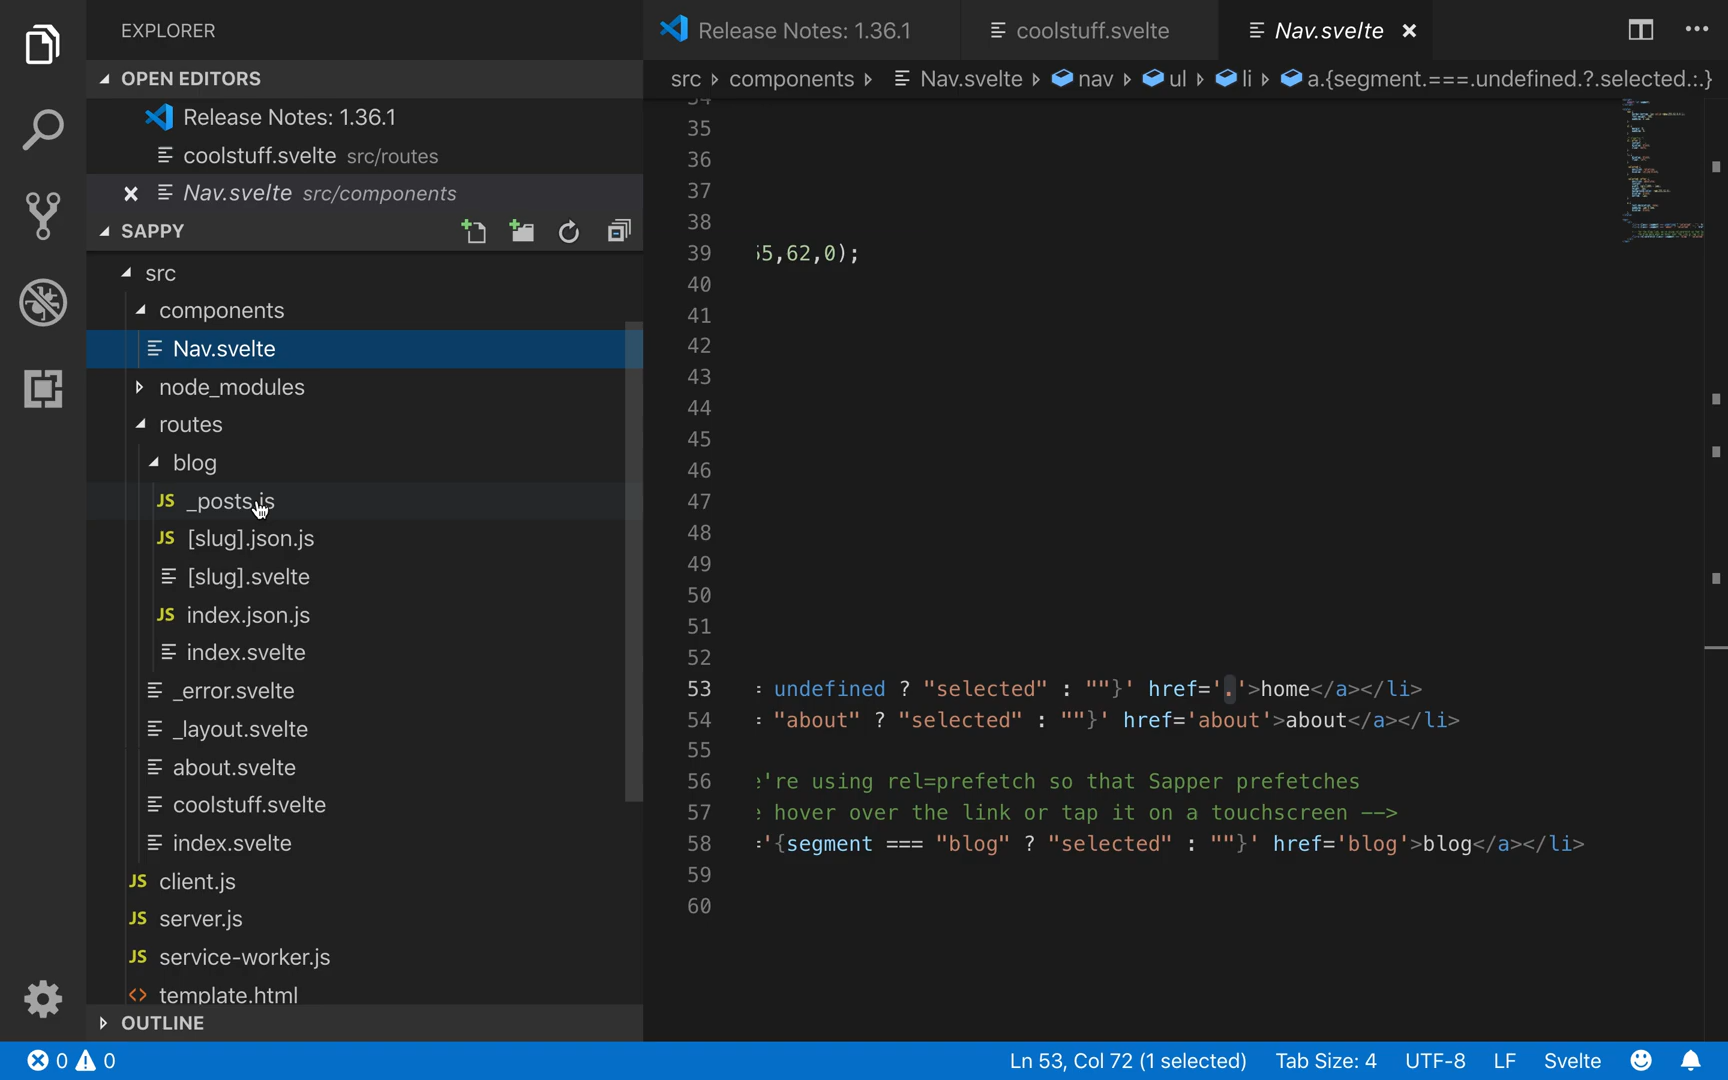 EXPLORER
OPEN EDITORS
Release Notes: 1.36.1
coolstuff.svelte src/routes
Nav.svelte src/components
SAPPY
src
components
Nav.svelte
node_modules
routes
blog
JS _posts.js
JS [slug].json.js
[slug].svelte
JS index.json.js
index.svelte
_error.svelte
_layout.svelte
about.svelte
coolstuff.svelte
index.svelte
JS client.js
JS server.js
JS service-worker.js
<> template.html
OUTLINE
Release Notes: 1.36.1
coolstuff.svelte
Nav.svelte
src components Nav.svelte nav ul li a.{segment.===.undefined.?.selected.:.}
34
35
36
37
38
39 55,62,0);
40
41
42
43
44
45
46
47
48
49
50
51
52
53 = undefined ? "selected" : ""}' href='.'>home</a></li>
54 = "about" ? "selected" : ""}' href='about'>about</a></li>
55
56 e're using rel=prefetch so that Sapper prefetches
57 e hover over the link or tap it on a touchscreen -->
58 ='{segment === "blog" ? "selected" : ""}' href='blog'>blog</a></li>
59
60
0 0
Ln 53, Col 72 (1 selected) Tab Size: 4 UTF-8 LF Svelte